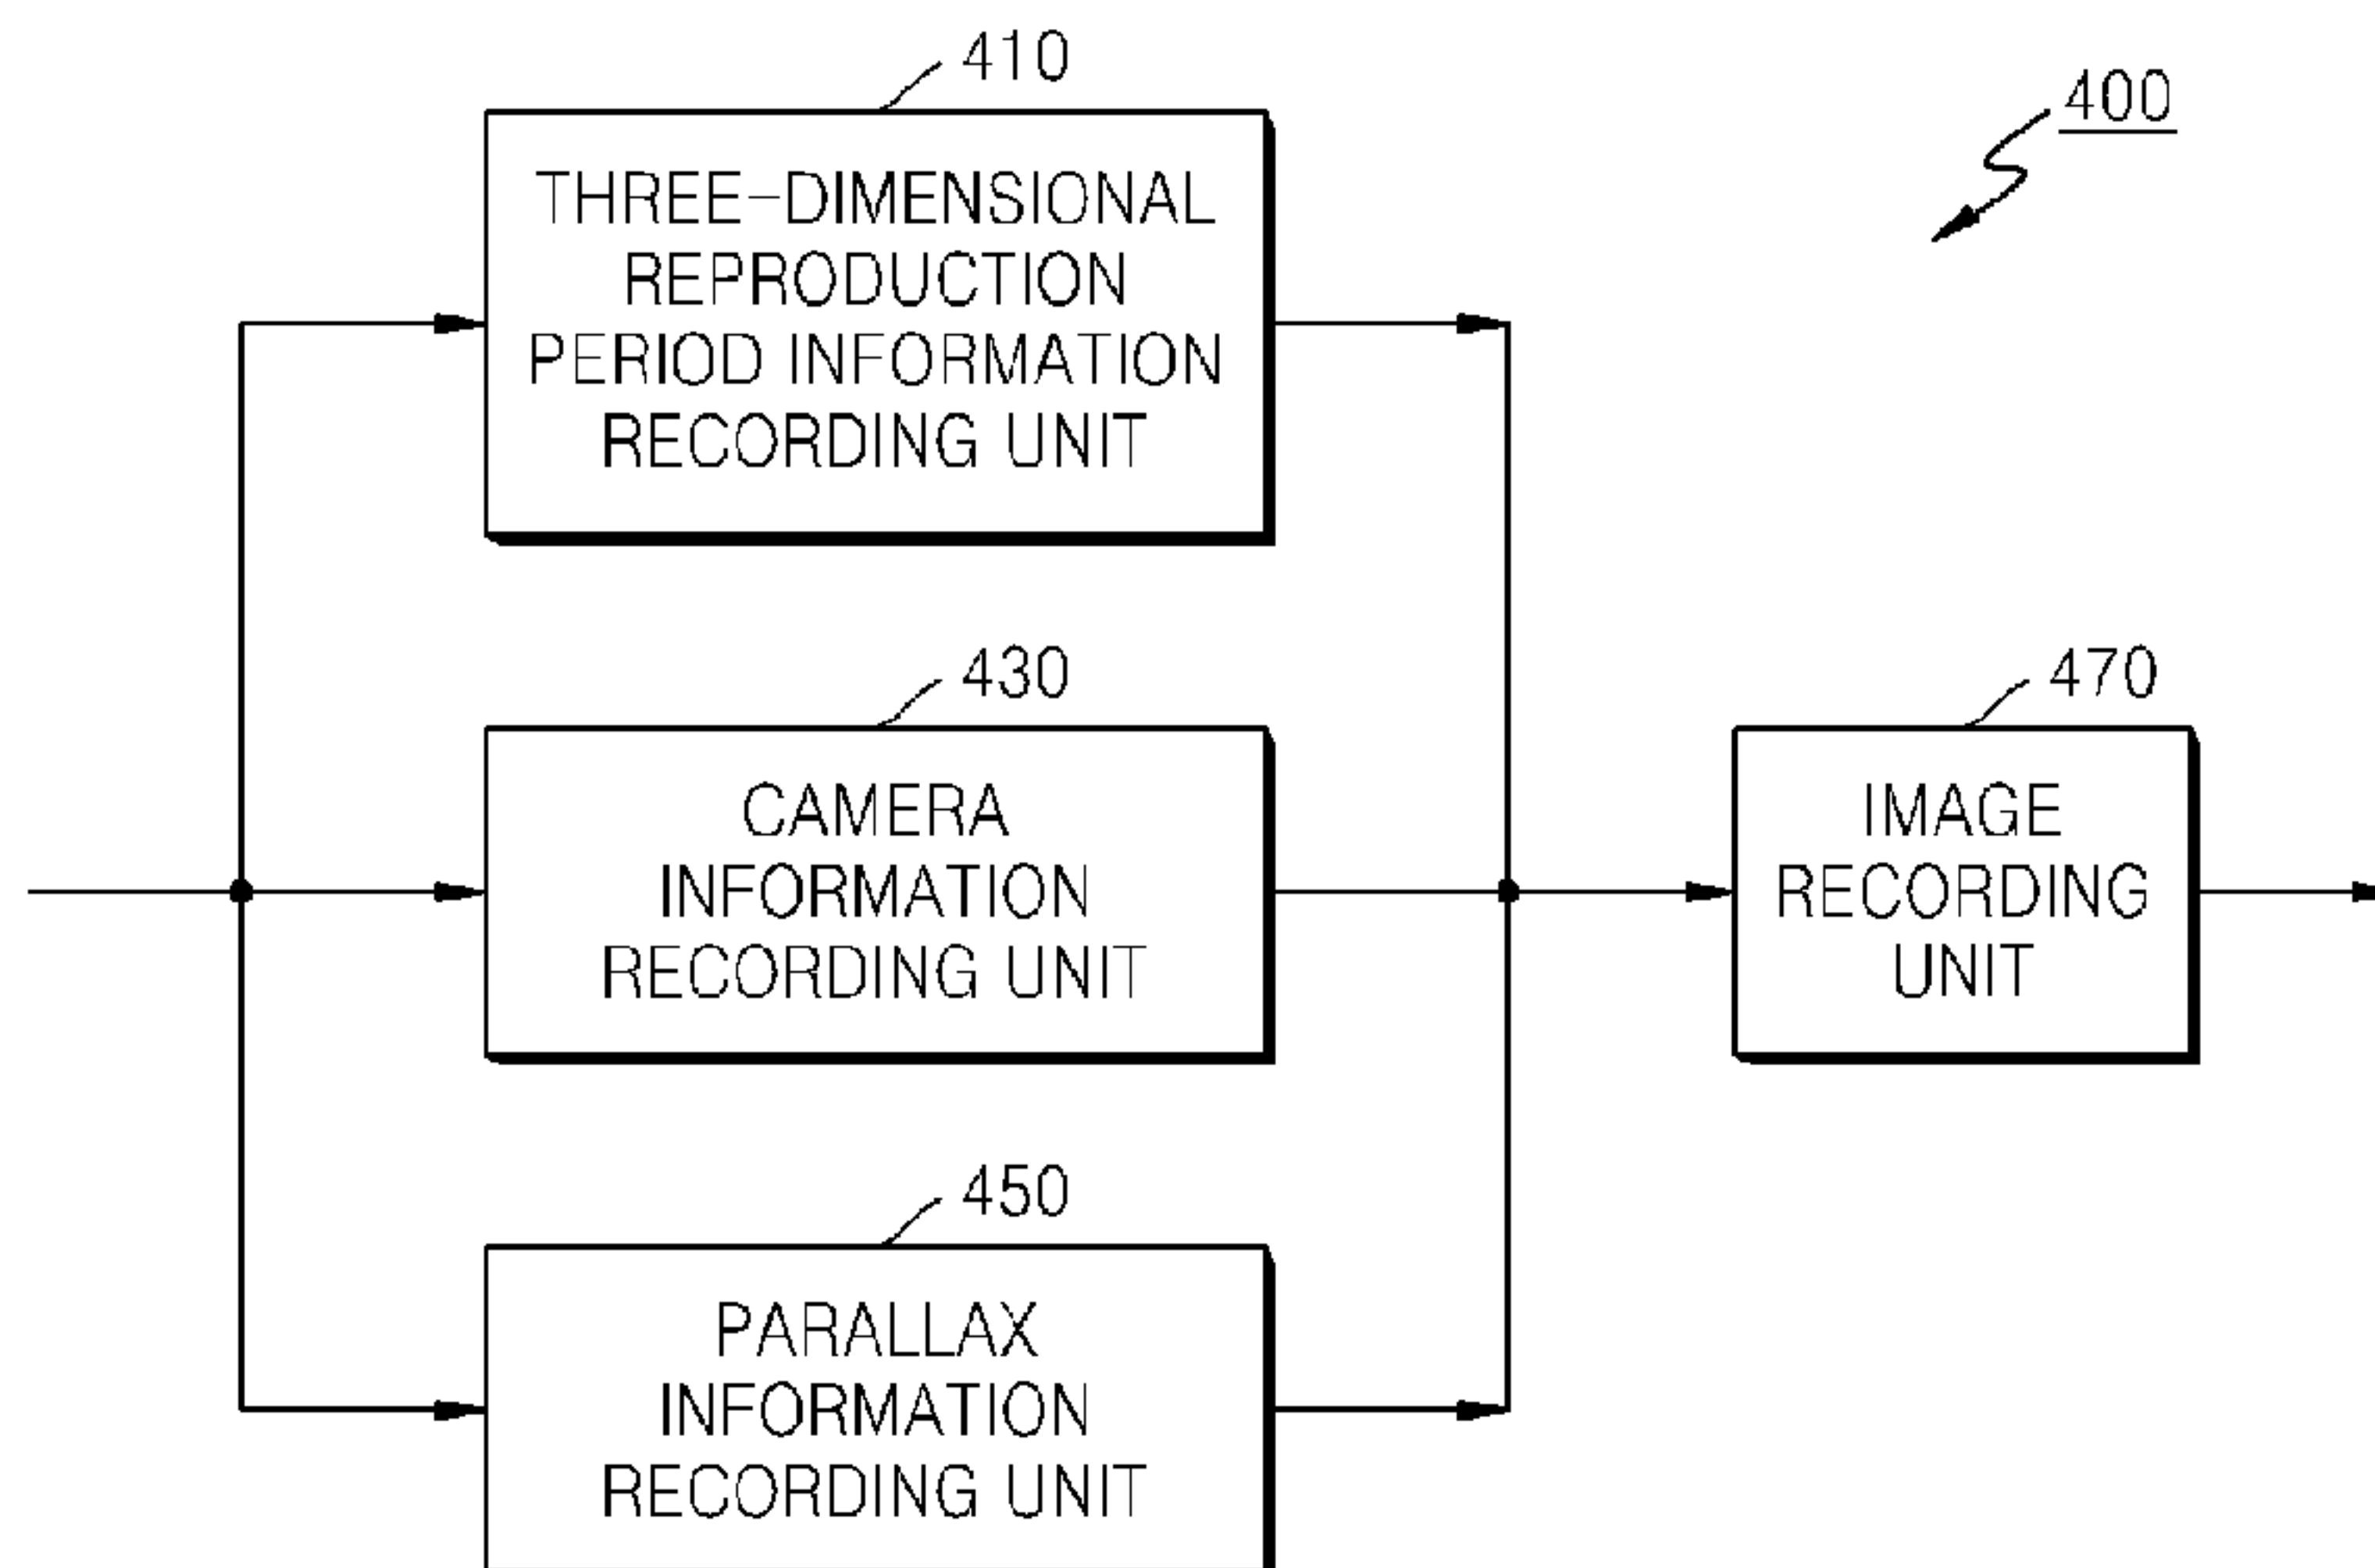 410
400
THREE-DIMENSIONAL
REPRODUCTION
PERIOD INFORMATION
RECORDING UNIT
430
470
CAMERA
INFORMATION
RECORDING UNIT
IMAGE
RECORDING
UNIT
450
PARALLAX
INFORMATION
RECORDING UNIT